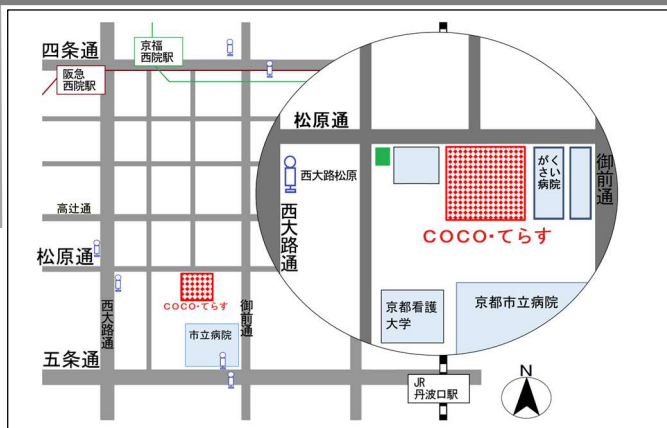 四条通
京福
西院駅
阪急
西院駅
高辻通
松原通
西大路通
COCO・てらす
御前通
市立病院
五条通
松原通
西大路松原
西大路通
がくさい病院
御前通
COCO・てらす
京都看護
大学
京都市立病院
JR
丹波口駅
N